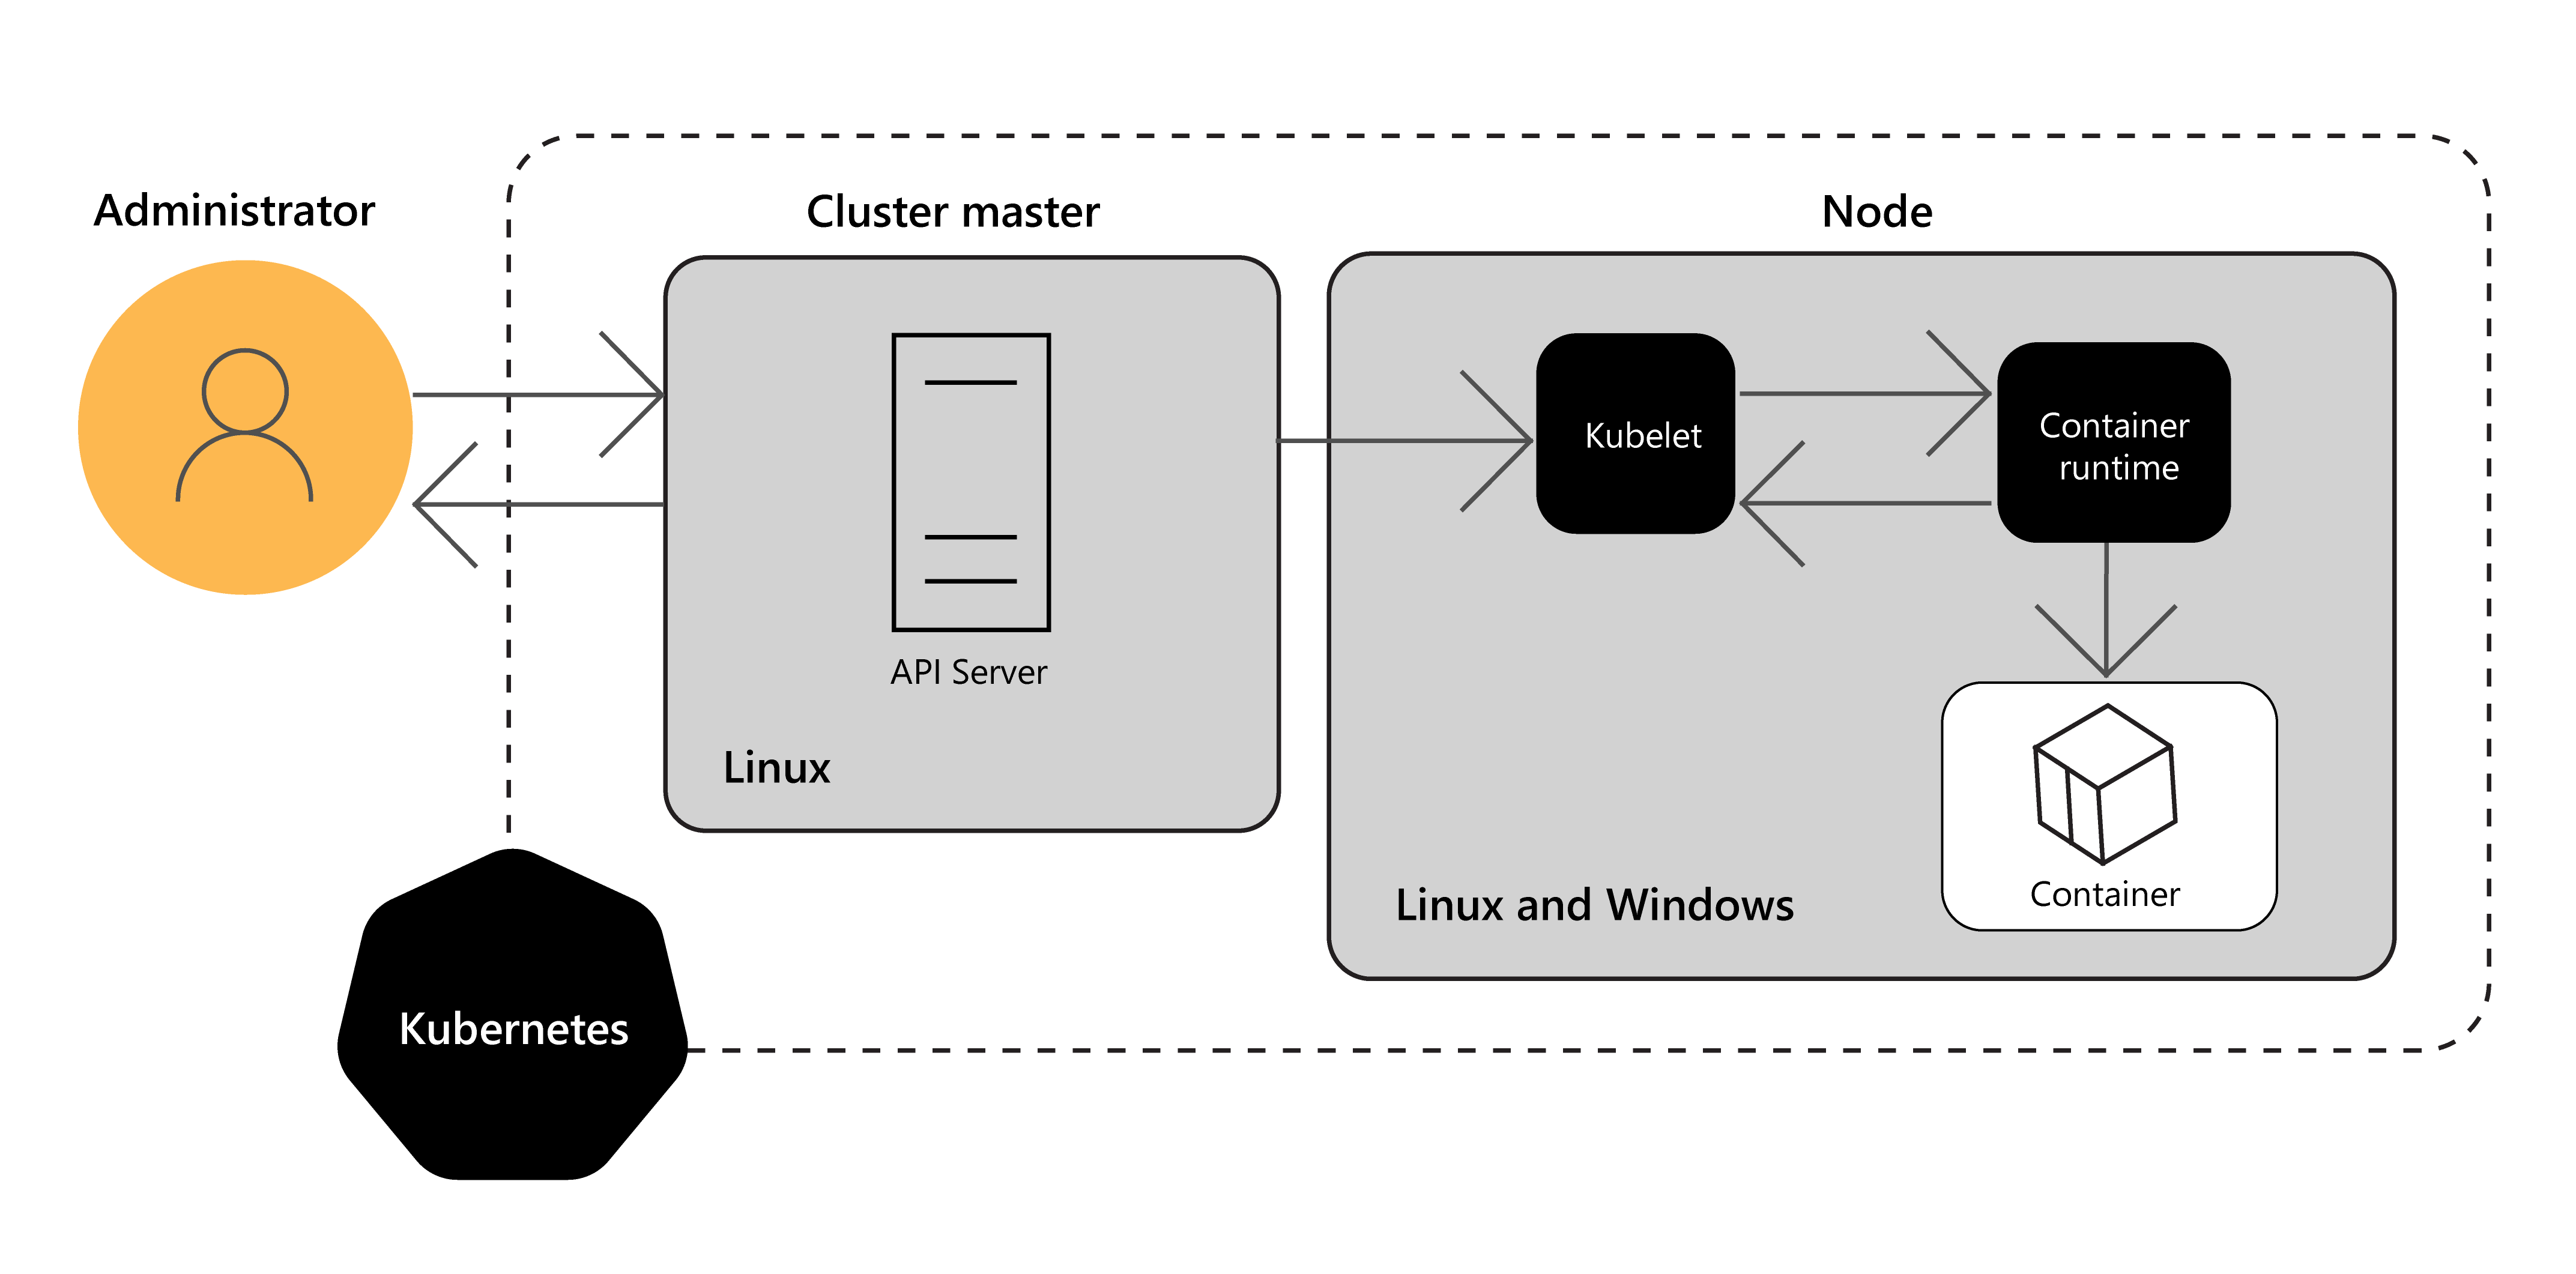 Administrator
Cluster master
Node
Kubelet
Container
runtime
API Server
Linux
Container
Linux and Windows
Kubernetes